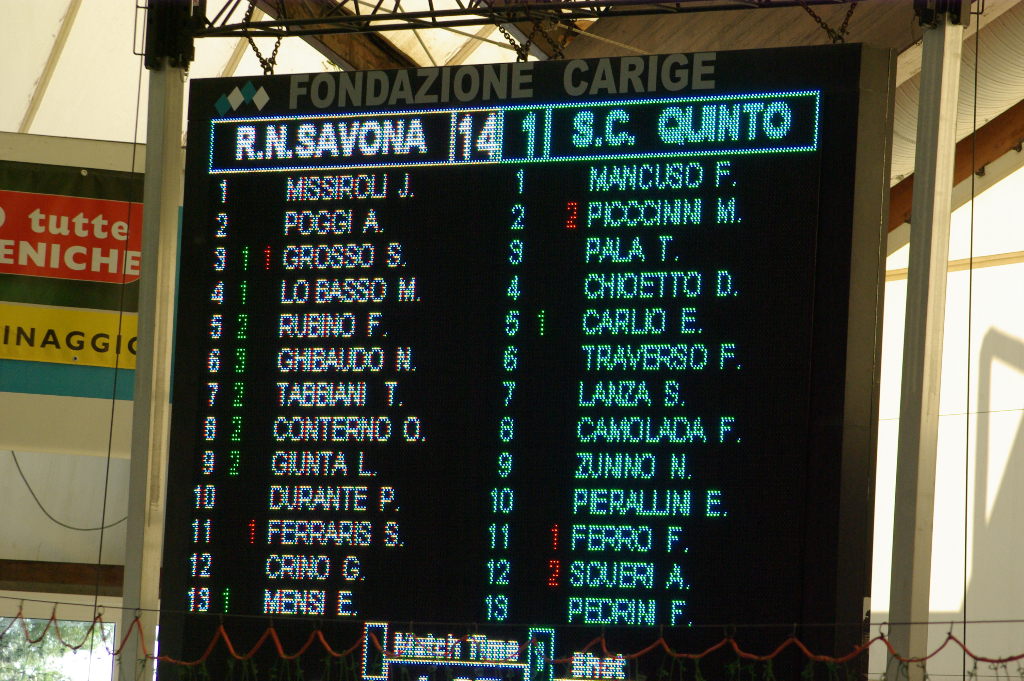 FONDAZIONE CARIGE
R.N.SAVONA 14 1 S.C. QUINTO
1 MISSIROLI J. 1 MANCUSO F.
2 POGGI A. 2 2 PICCCININI M.
3 1 1 GROSSO S. 3 PALA T.
4 1 LO BASSO M. 4 CHIOETTO D.
5 2 RUBINO F. 5 1 CARLIO E.
6 3 GHIBAUDO N. 6 TRAVERSO F.
7 2 TABBIANI T. 7 LANZA S.
8 2 CONTERNO O. 8 CAMOLADA F.
9 2 GIUNTA L. 9 ZUNINO N.
10 DURANTE P. 10 PIERALLINI E.
11 1 FERRARIS S. 11 1 FERRO F.
12 CRINO G. 12 2 SQUERI A.
13 1 MENSI E. 13 PEDRINI F.
Match Time Shot
tutte
ENICHE
INAGGIO